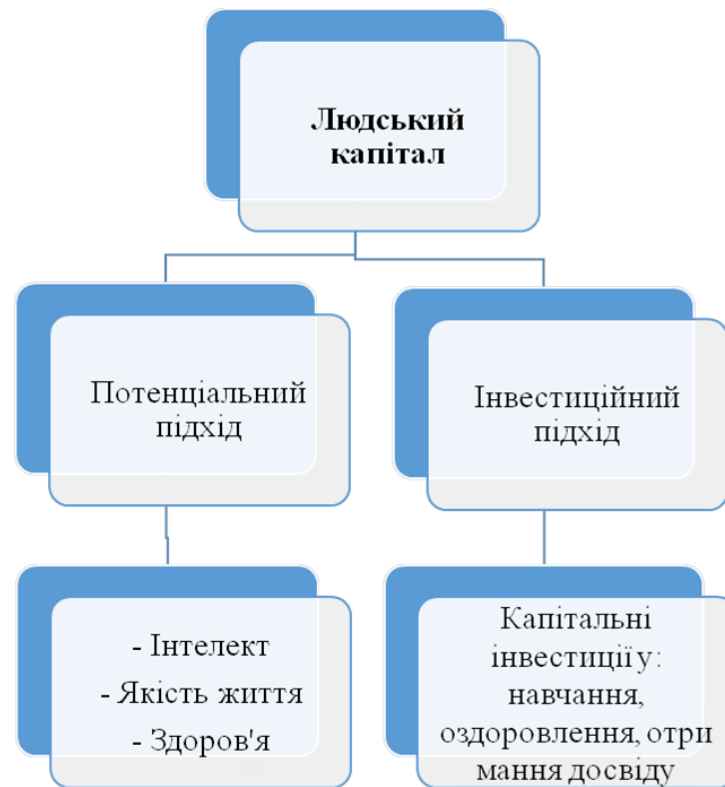 Людський
капітал
Потенціальний
підхід
Інвестиційний
підхід
- Інтелект
- Якість життя
- Здоров'я
Капітальні
інвестиції у:
навчання,
оздоровлення, отри
мання досвіду